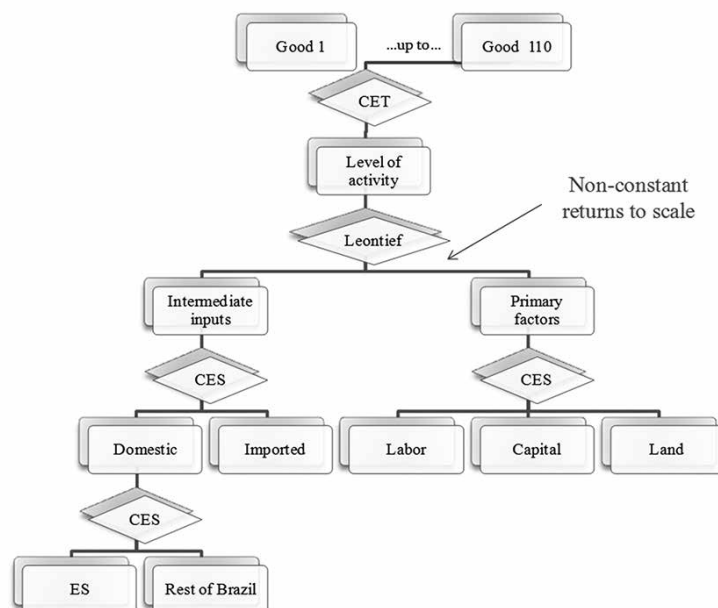 Good 1
...up to...
Good 110
CET
Level of
activity
Non-constant
returns to scale
Leontief
Intermediate
inputs
Primary
factors
CES
CES
Domestic
Imported
Labor
Capital
Land
CES
ES
Rest of Brazil